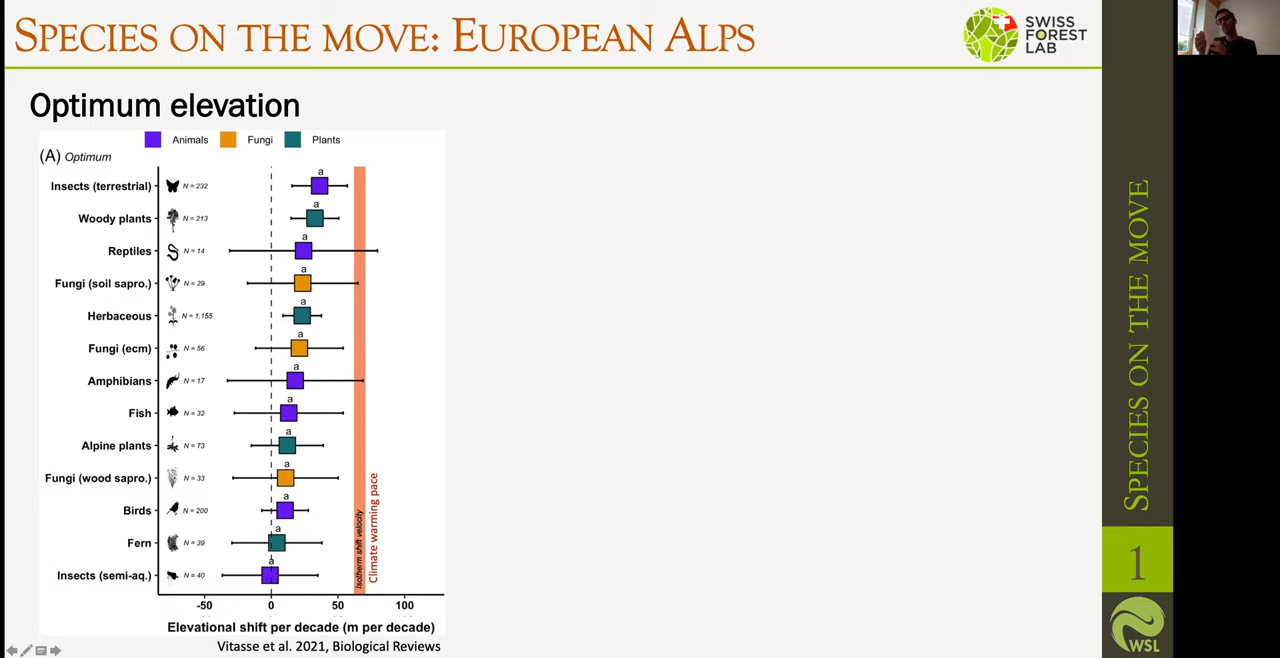 SPECIES ON THE MOVE: EUROPEAN ALPS
SWISS
FOREST
LAB
Optimum elevation
Animals Fungi Plants
(A) Optimum
Insects (terrestrial) N = 232 a
Woody plants N = 213 a
Reptiles N = 14 a
Fungi (soil sapro.) N = 29 a
Herbaceous N = 1,155 a
Fungi (ecm) N = 56 a
Amphibians N = 17 a
Fish N = 32 a
Alpine plants N = 73 a
Fungi (wood sapro.) N = 33 a
Birds N = 200 a
Fern N = 39 a
Insects (semi-aq.) N = 40 a
Isotherm shift velocity
Climate warming pace
-50 0 50 100
Elevational shift per decade (m per decade)
Vitasse et al. 2021, Biological Reviews
SPECIES ON THE MOVE
1
WSL